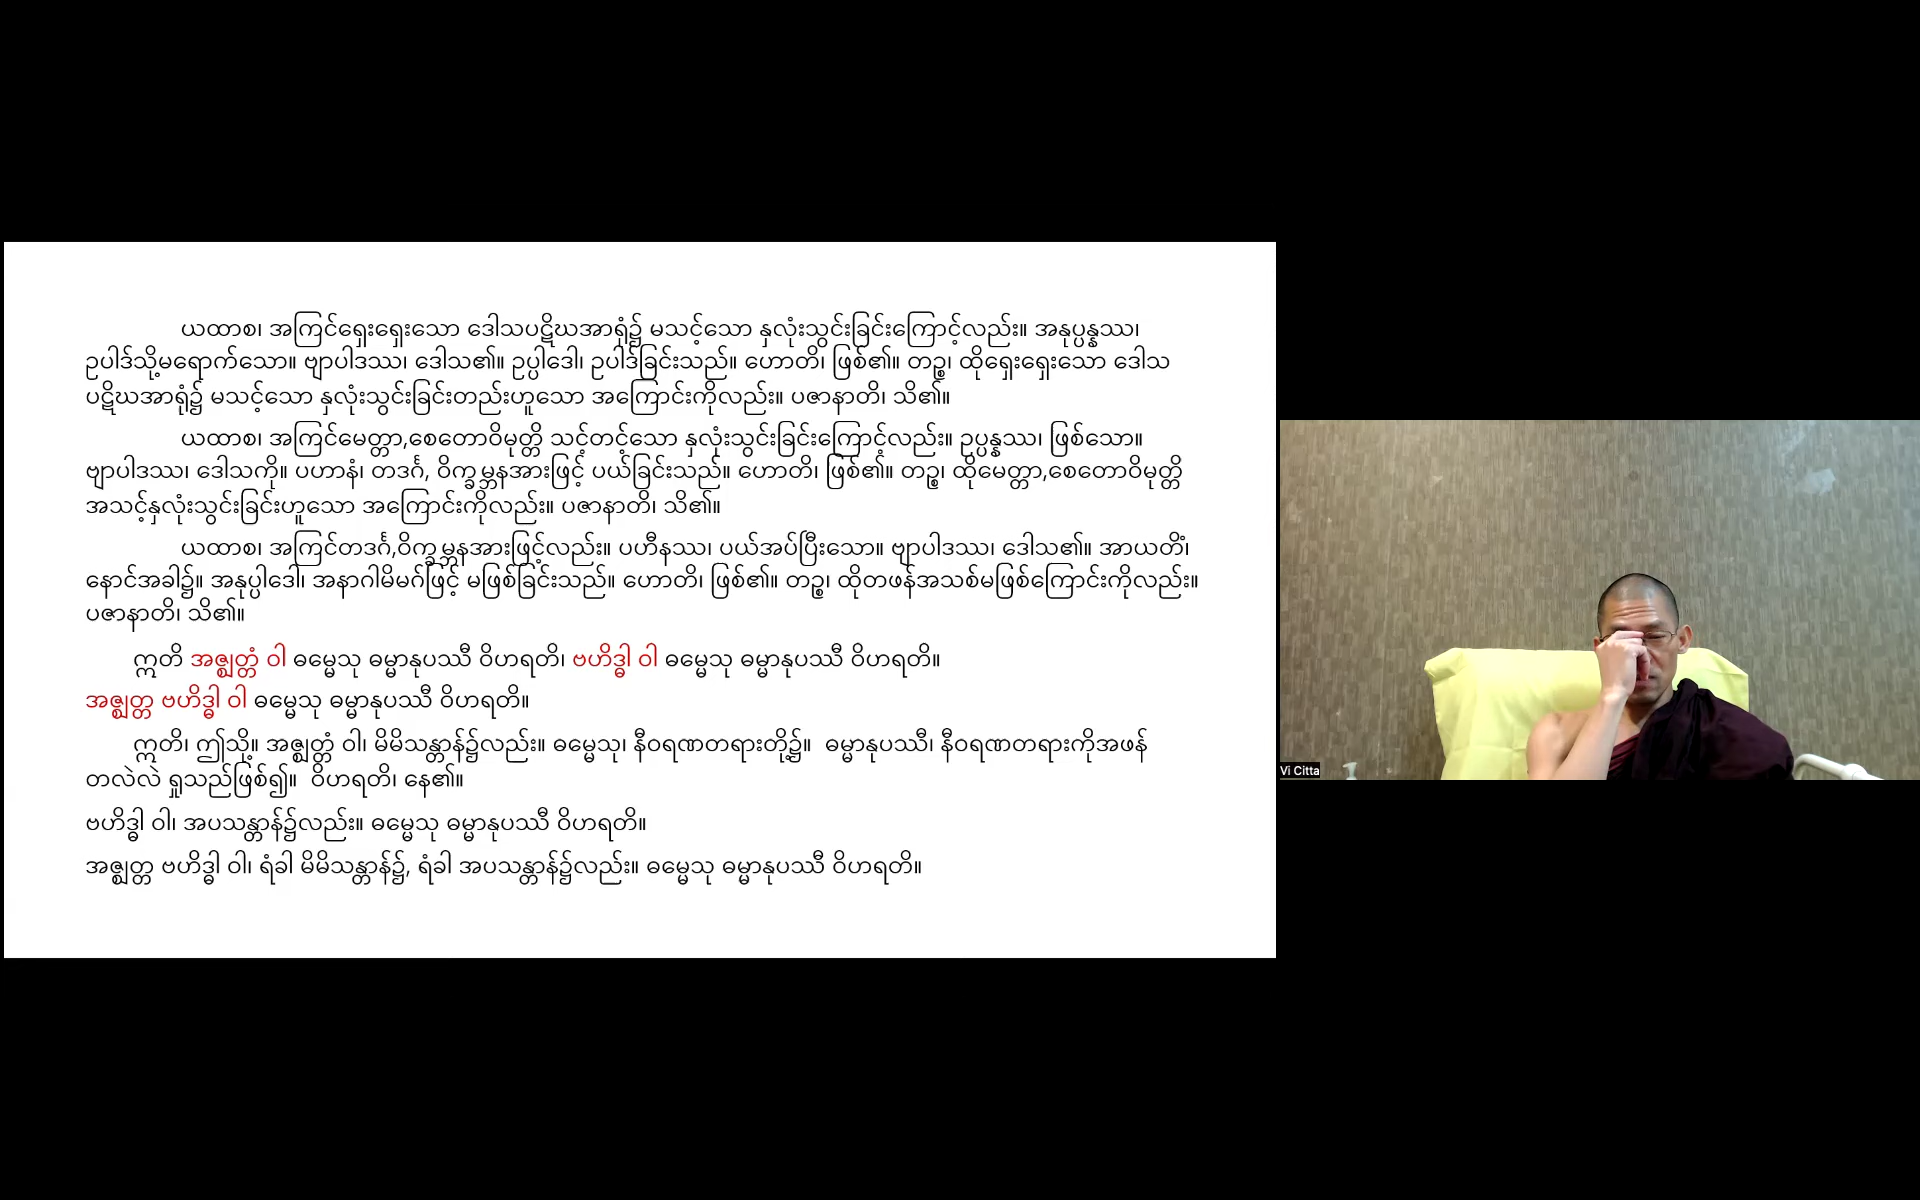 ယထာစ၊ အကြင်ရှေးရှေးသော ဒေါသပဋိဃအာရုံ၌ မသင့်သော နှလုံးသွင်းခြင်းကြောင့်လည်း။ အနုပ္ပန္နဿ၊
ဥပါဒ်သို့မရောက်သော။ ဗျာပါဒဿ၊ ဒေါသ၏။ ဥပ္ပါဒေါ၊ ဥပါဒ်ခြင်းသည်။ ဟောတိ၊ ဖြစ်၏။ တဉ္စ၊ ထိုရှေးရှေးသော ဒေါသ
ပဋိဃအာရုံ၌ မသင့်သော နှလုံးသွင်းခြင်းတည်းဟူသော အကြောင်းကိုလည်း။ ပဇာနာတိ၊ သိ၏။
ယထာစ၊ အကြင်မေတ္တာ,စေတောဝိမုတ္တိ သင့်တင့်သော နှလုံးသွင်းခြင်းကြောင့်လည်း။ ဥပ္ပန္နဿ၊ ဖြစ်သော။
ဗျာပါဒဿ၊ ဒေါသကို။ ပဟာနံ၊ တဒင်္ဂ, ဝိက္ခမ္ဘနအားဖြင့် ပယ်ခြင်းသည်။ ဟောတိ၊ ဖြစ်၏။ တဉ္စ၊ ထိုမေတ္တာ,စေတောဝိမုတ္တိ
အသင့်နှလုံးသွင်းခြင်းဟူသော အကြောင်းကိုလည်း။ ပဇာနာတိ၊ သိ၏။
ယထာစ၊ အကြင်တဒင်္ဂ,ဝိက္ခမ္ဘနအားဖြင့်လည်း။ ပဟီနဿ၊ ပယ်အပ်ပြီးသော။ ဗျာပါဒဿ၊ ဒေါသ၏။ အာယတိံ၊
နောင်အခါ၌။ အနုပ္ပါဒေါ၊ အနာဂါမိမဂ်ဖြင့် မဖြစ်ခြင်းသည်။ ဟောတိ၊ ဖြစ်၏။ တဉ္စ၊ ထိုတဖန်အသစ်မဖြစ်ကြောင်းကိုလည်း။
ပဇာနာတိ၊ သိ၏။
ဣတိ အဇ္ဈတ္တံ ဝါ ဓမ္မေသု ဓမ္မာနုပဿီ ဝိဟရတိ၊ ဗဟိဒ္ဓါ ဝါ ဓမ္မေသု ဓမ္မာနုပဿီ ဝိဟရတိ။
အဇ္ဈတ္တ ဗဟိဒ္ဓါ ဝါ ဓမ္မေသု ဓမ္မာနုပဿီ ဝိဟရတိ။
ဣတိ၊ ဤသို့။ အဇ္ဈတ္တံ ဝါ၊ မိမိသန္တာန်၌လည်း။ ဓမ္မေသု၊ နီဝရဏတရားတို့၌။ ဓမ္မာနုပဿီ၊ နီဝရဏတရားကိုအဖန်
တလဲလဲ ရှုသည်ဖြစ်၍။ ဝိဟရတိ၊ နေ၏။
ဗဟိဒ္ဓါ ဝါ၊ အပသန္တာန်၌လည်း။ ဓမ္မေသု ဓမ္မာနုပဿီ ဝိဟရတိ။
အဇ္ဈတ္တ ဗဟိဒ္ဓါ ဝါ၊ ရံခါ မိမိသန္တာန်၌, ရံခါ အပသန္တာန်၌လည်း။ ဓမ္မေသု ဓမ္မာနုပဿီ ဝိဟရတိ။
Vi Citta